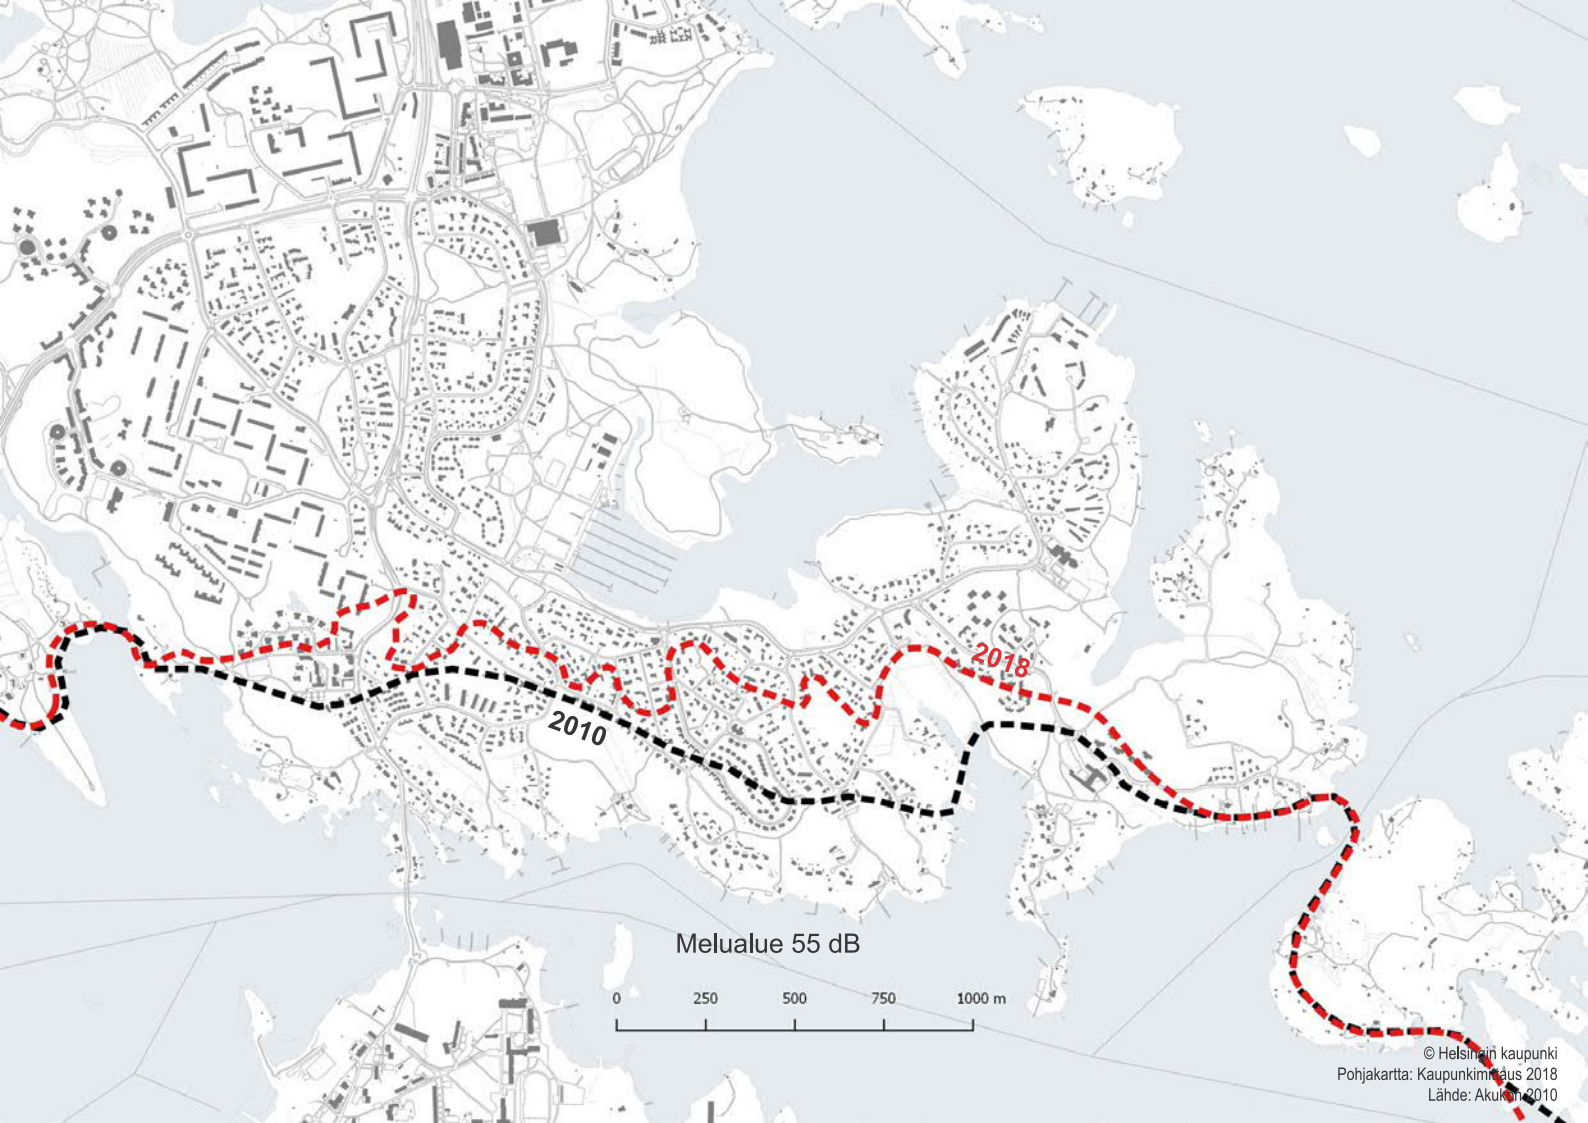 2018
2010
Melualue 55 dB
0 250 500 750 1000 m
© Helsingin kaupunki
Pohjakartta: Kaupunkimittaus 2018
Lähde: Akukon 2010